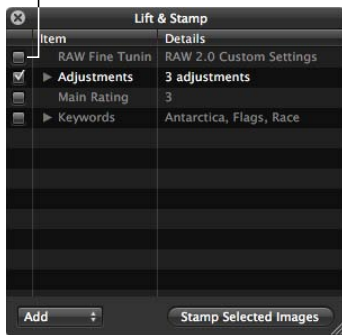 Lift & Stamp
Item Details
RAW Fine Tunin RAW 2.0 Custom Settings
Adjustments 3 adjustments
Main Rating 3
Keywords Antarctica, Flags, Race
Add Stamp Selected Images